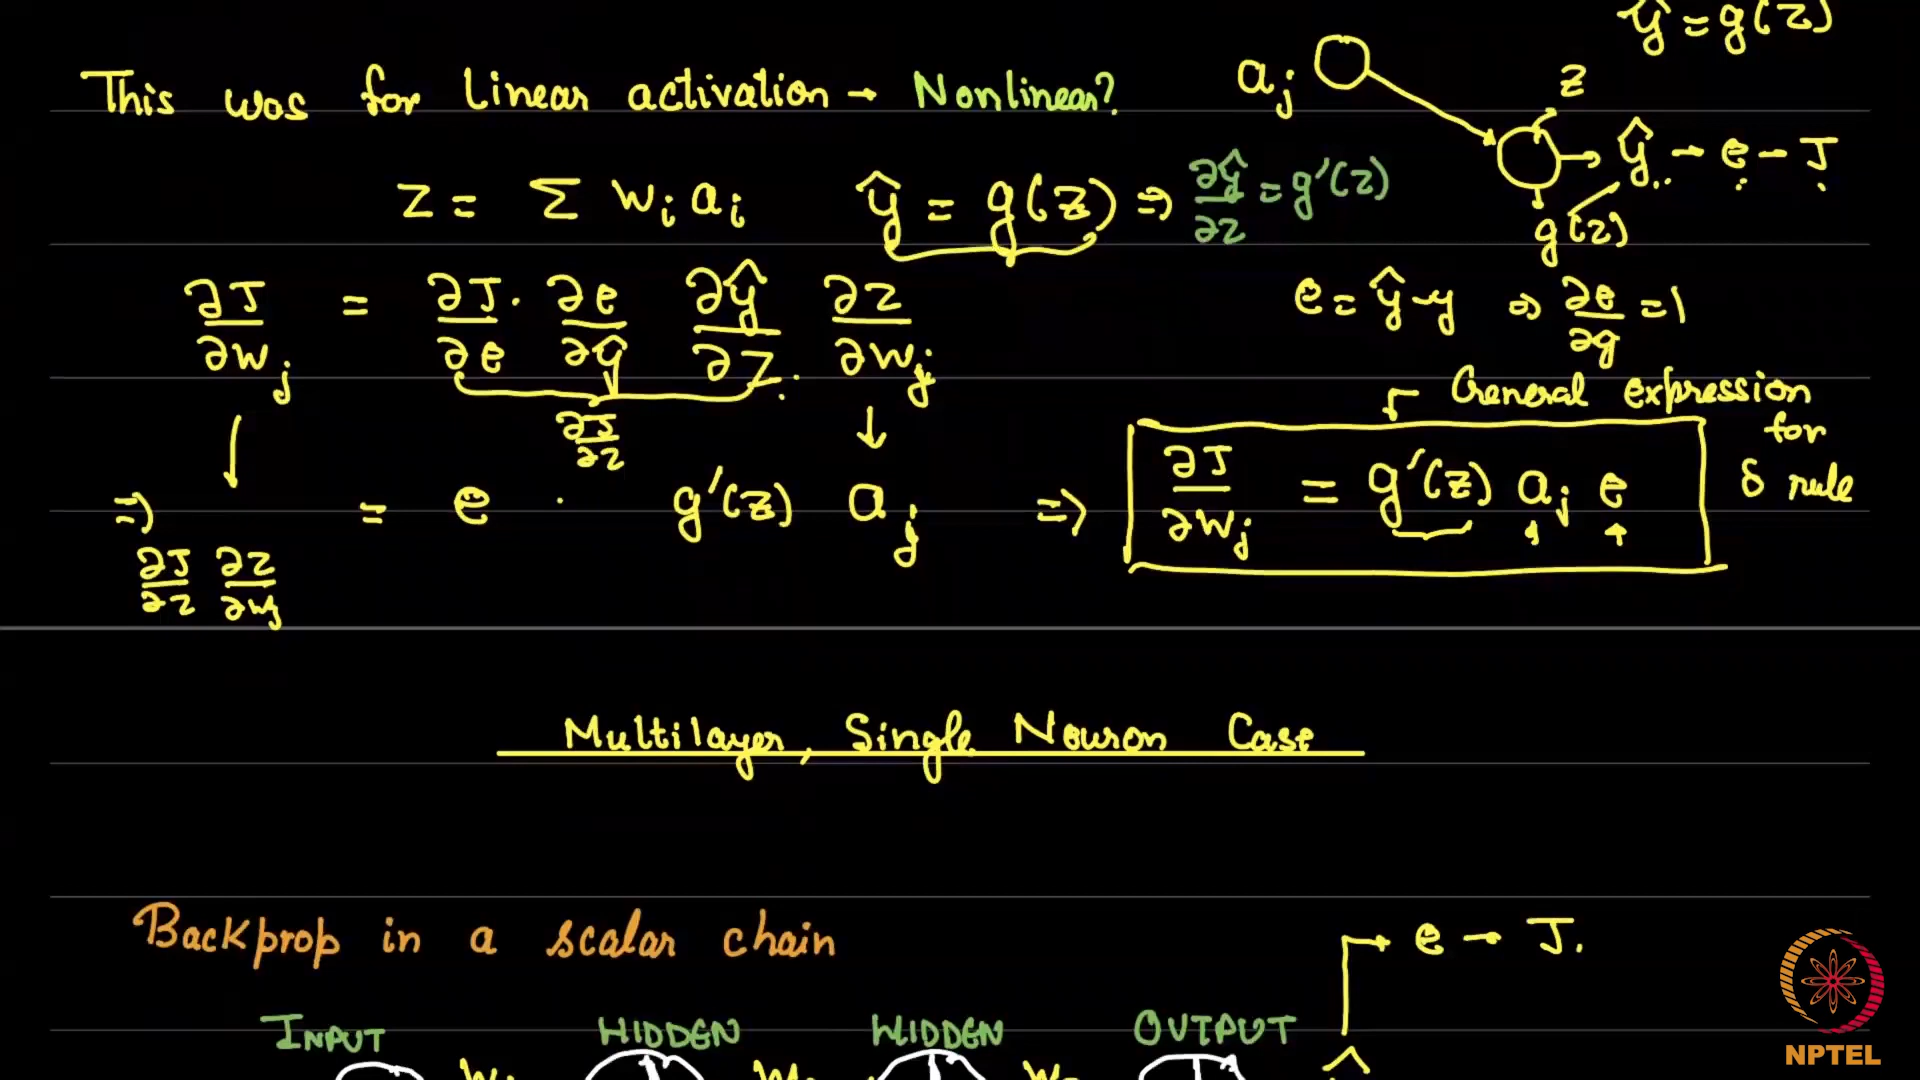 ŷ = g(z)
This was for linear activation → Nonlinear?
a_j
z
ŷ - e - J
g(z)
z = Σ w_i a_i ŷ = g(z) ⇒ ∂ŷ/∂z = g'(z)
e = ŷ - y ⇒ ∂e/∂ŷ = 1
∂J/∂w_j = ∂J/∂e · ∂e/∂ŷ ∂ŷ/∂z · ∂z/∂w_j
∂J/∂z
General expression for δ rule
⇒ = e · g'(z) a_j ⇒ ∂J/∂w_j = g'(z) a_j e
∂J/∂z ∂z/∂w_j
Multilayer, Single Neuron Case
Backprop in a scalar chain
e → J.
INPUT HIDDEN HIDDEN OUTPUT
NPTEL